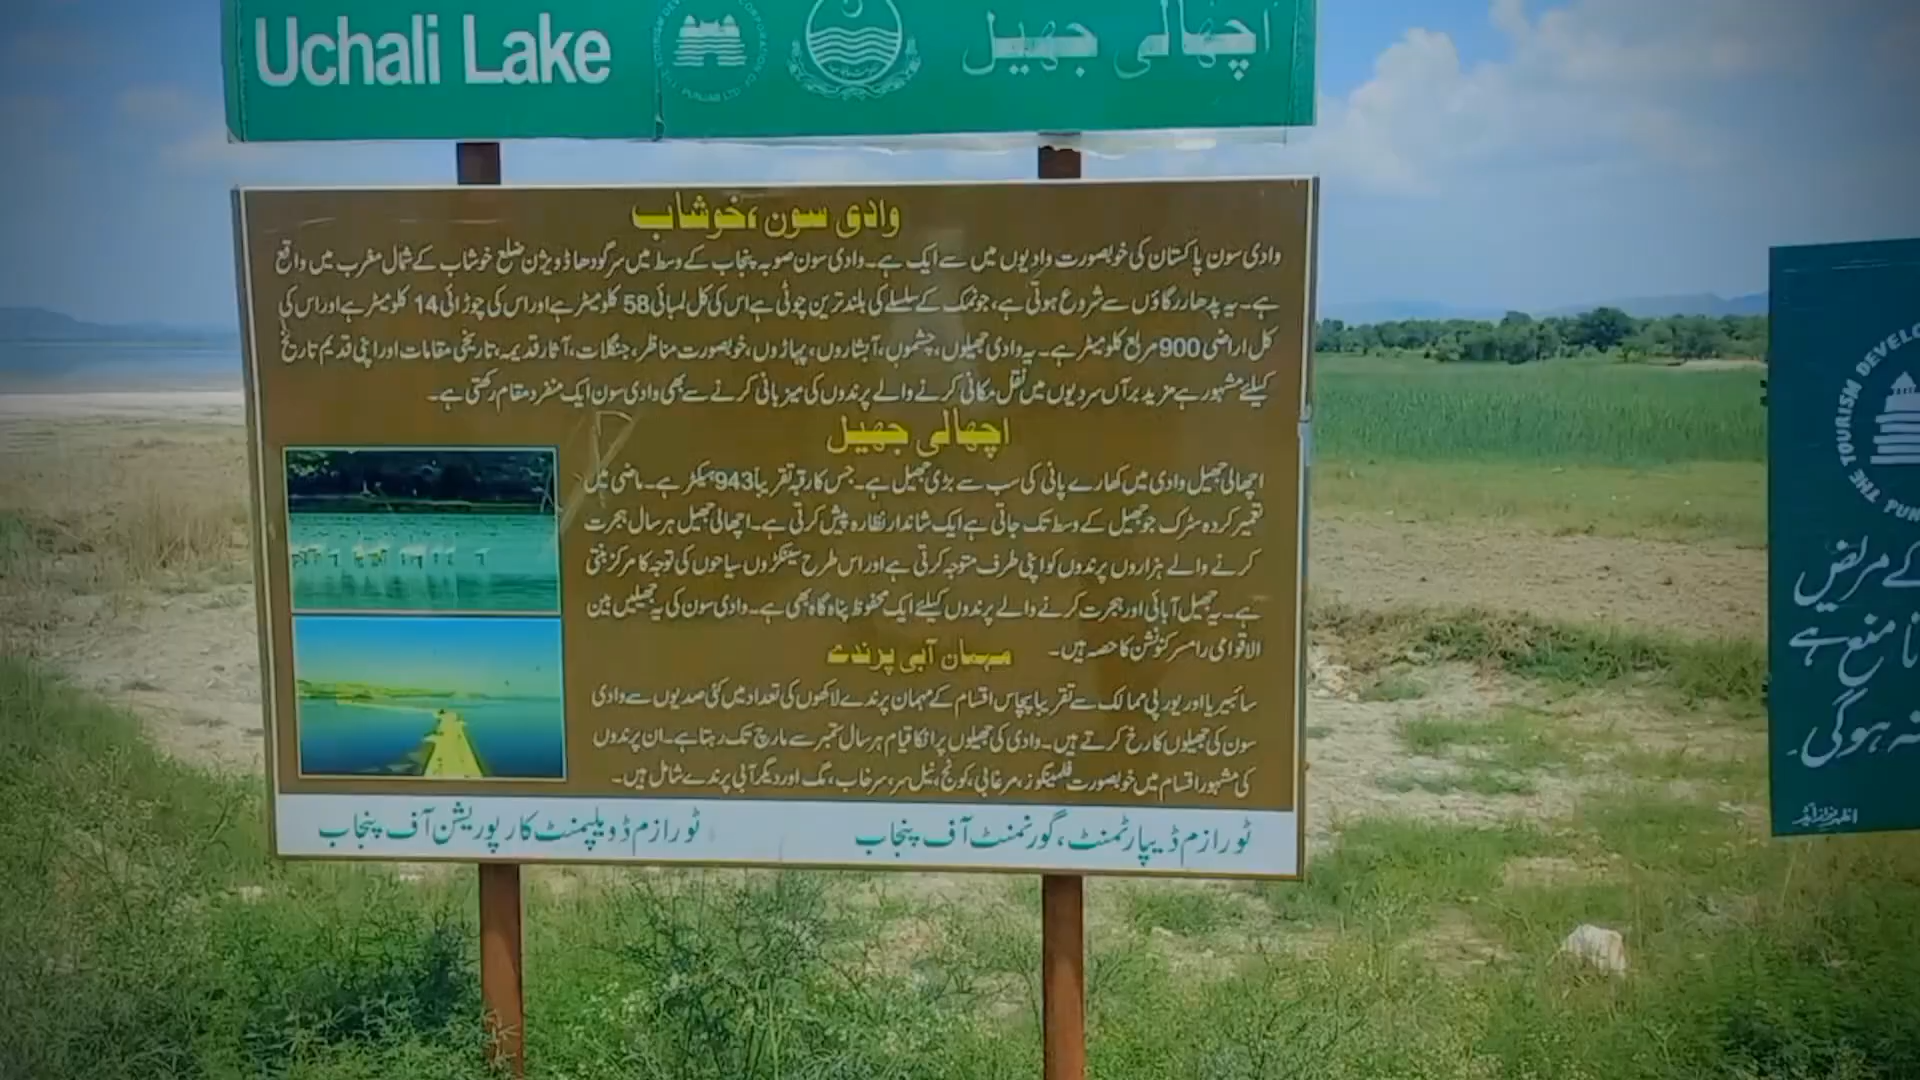 Uchali Lake
اچھالی جھیل
وادی سون، خوشاب
وادی سون پاکستان کی خوبصورت وادیوں میں سے ایک ہے۔ وادی سون صوبہ پنجاب کے وسط میں سرگودھا ڈویژن ضلع خوشاب کے شمال مغرب میں واقع
ہے۔ یہ پدھراڑ گاؤں سے شروع ہوتی ہے، جو نمک کے سلسلے کی بلند ترین چوٹی ہے اس کی کل لمبائی 58 کلومیٹر ہے اور اس کی چوڑائی 14 کلومیٹر ہے اور اس کی
کل اراضی 900 مربع کلومیٹر ہے۔ یہ وادی جھیلوں، چشموں، آبشاروں، پہاڑوں، خوبصورت مناظر، جنگلات، آثار قدیمہ، تاریخی مقامات اور اپنی قدیم تاریخ
کیلئے مشہور ہے مزید برآں سردیوں میں نقل مکانی کرنے والے پرندوں کی میزبانی کرنے سے بھی وادی سون ایک منفرد مقام رکھتی ہے۔
اچھالی جھیل
اچھالی جھیل وادی میں کھارے پانی کی سب سے بڑی جھیل ہے۔ جس کا رقبہ تقریباً 943 ہیکٹر ہے۔ ماضی میں
تعمیر کردہ سڑک جو جھیل کے وسط تک جاتی ہے ایک شاندار نظارہ پیش کرتی ہے۔ اچھالی جھیل ہر سال ہجرت
کرنے والے ہزاروں پرندوں کو اپنی طرف متوجہ کرتی ہے اور اس طرح سینکڑوں سیاحوں کی توجہ کا مرکز بنتی
ہے۔ یہ جھیل آبائی اور ہجرت کرنے والے پرندوں کیلئے ایک محفوظ پناہ گاہ بھی ہے۔ وادی سون کی یہ جھیلیں بین
الاقوامی رامسر کنونشن کا حصہ ہیں۔
مہمان آبی پرندے
سائبیریا اور یورپی ممالک سے تقریباً پچاس اقسام کے مہمان پرندے لاکھوں کی تعداد میں کئی صدیوں سے وادی
سون کی جھیلوں کا رخ کرتے ہیں۔ وادی کی جھیلوں پر انکا قیام ہر سال ستمبر سے مارچ تک رہتا ہے۔ ان پرندوں
کی مشہور اقسام میں خوبصورت فلیمنگوز، مرغابی، کونج، نیل سر، سرخاب، مگ اور دیگر آبی پرندے شامل ہیں۔
ٹورازم ڈیپارٹمنٹ، گورنمنٹ آف پنجاب
ٹورازم ڈویلپمنٹ کارپوریشن آف پنجاب
THE TOURISM DEVELO
PUN
کے مریض
نا منع ہے
نہ ہوگی۔